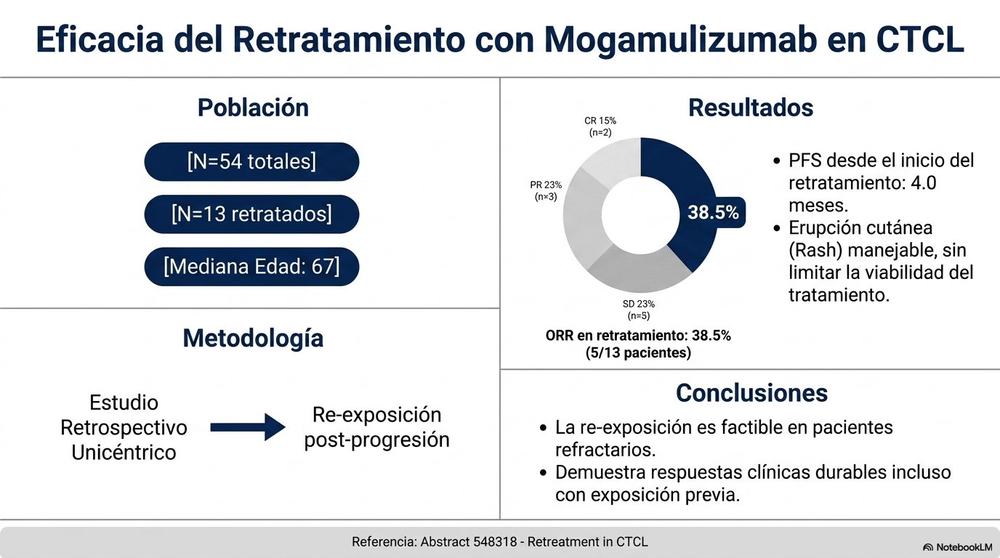 Eficacia del Retratamiento con Mogamulizumab en CTCL
Población
[N=54 totales]
[N=13 retratados]
[Mediana Edad: 67]
Metodología
Estudio
Retrospectivo
Unicéntrico
Re-exposición
post-progresión
Resultados
CR 15%
(n=2)
PR 23%
(n=3)
38.5%
SD 23%
(n=5)
ORR en retratamiento: 38.5%
(5/13 pacientes)
• PFS desde el inicio del
retratamiento: 4.0
meses.
• Erupción cutánea
(Rash) manejable, sin
limitar la viabilidad del
tratamiento.
Conclusiones
• La re-exposición es factible en pacientes
refractarios.
• Demuestra respuestas clínicas durables incluso
con exposición previa.
Referencia: Abstract 548318 - Retreatment in CTCL
NotebookLM